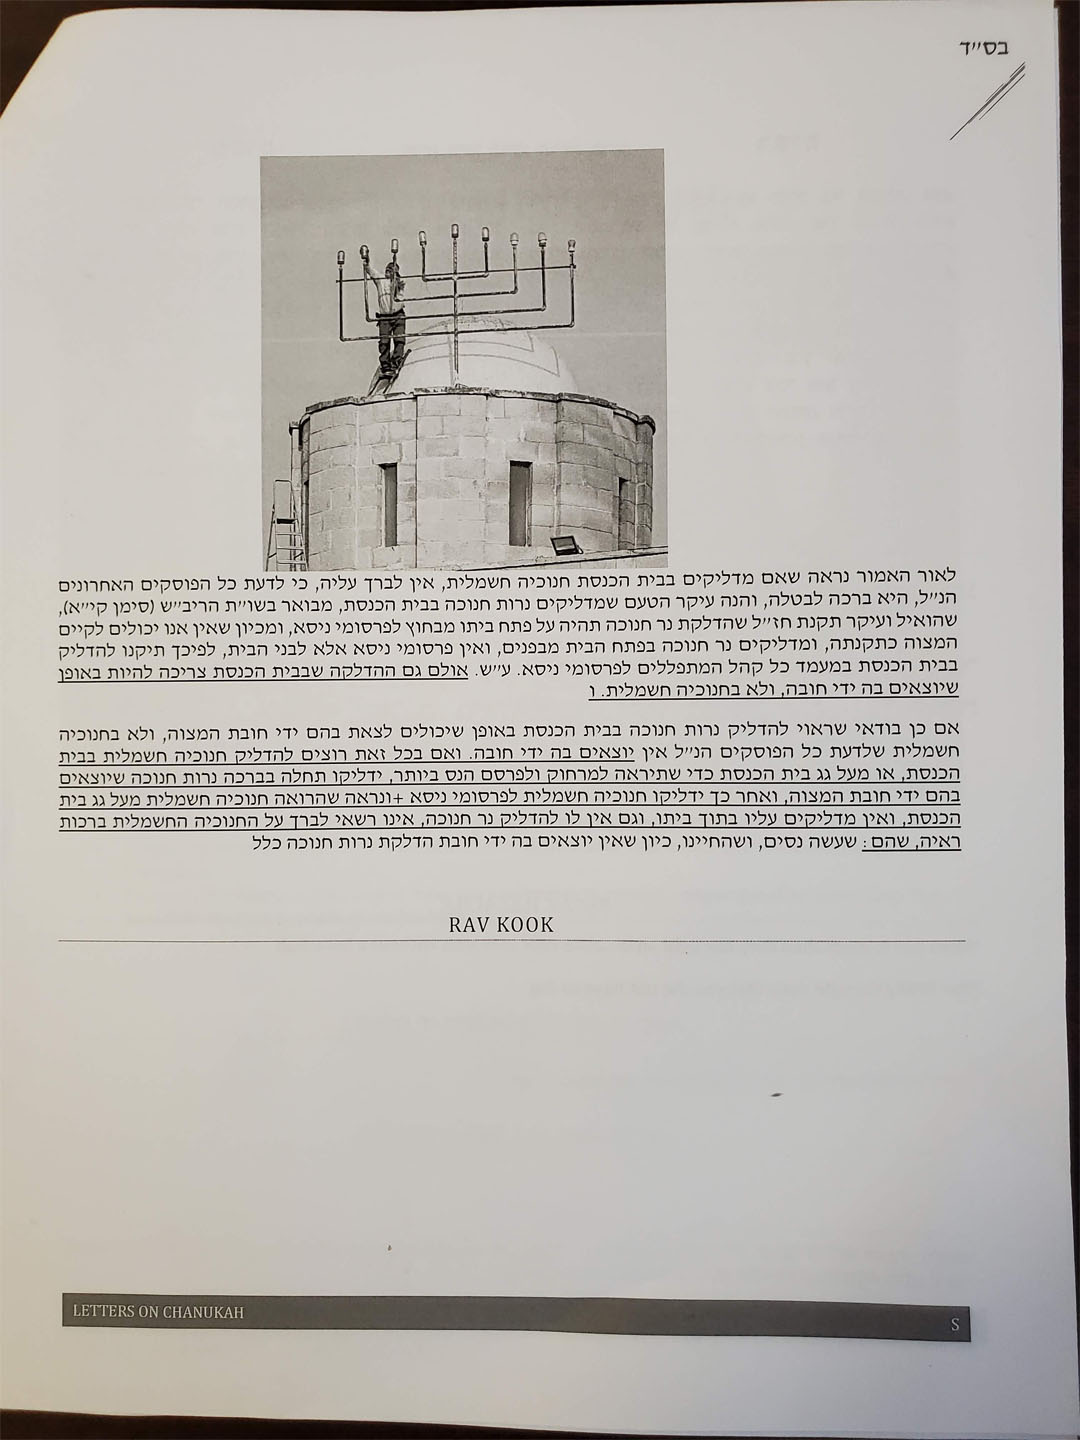 בס״ד
לאור האמור נראה שאם מדליקים בבית הכנסת חנוכיה חשמלית, אין לברך עליה, כי לדעת כל הפוסקים האחרונים
הנ״ל, היא ברכה לבטלה, והנה עיקר הטעם שמדליקים נרות חנוכה בבית הכנסת, מבואר בשו״ת הריב״ש (סימן קי״א),
שהואיל ועיקר תקנת חז״ל שהדלקת נר חנוכה תהיה על פתח ביתו מבחוץ לפרסומי ניסא, ומכיון שאין אנו יכולים לקיים
המצוה כתקנתה, ומדליקים נר חנוכה בפתח הבית מבפנים, ואין פרסומי ניסא אלא לבני הבית, לפיכך תיקנו להדליק
בבית הכנסת במעמד כל קהל המתפללים לפרסומי ניסא. ע״ש. אולם גם ההדלקה שבבית הכנסת צריכה להיות באופן
שיוצאים בה ידי חובה, ולא בחנוכיה חשמלית. ו
אם כן בודאי שראוי להדליק נרות חנוכה בבית הכנסת באופן שיכולים לצאת בהם ידי חובת המצוה, ולא בחנוכיה
חשמלית שלדעת כל הפוסקים הנ״ל אין יוצאים בה ידי חובה. ואם בכל זאת רוצים להדליק חנוכיה חשמלית בבית
הכנסת, או מעל גג בית הכנסת כדי שתיראה למרחוק ולפרסם הנס ביותר, ידליקו תחלה בברכה נרות חנוכה שיוצאים
בהם ידי חובת המצוה, ואחר כך ידליקו חנוכיה חשמלית לפרסומי ניסא +ונראה שהרואה חנוכיה חשמלית מעל גג בית
הכנסת, ואין מדליקים עליו בתוך ביתו, וגם אין לו להדליק נר חנוכה, אינו רשאי לברך על החנוכיה החשמלית ברכות
ראיה, שהם : שעשה נסים, ושהחיינו, כיון שאין יוצאים בה ידי חובת הדלקת נרות חנוכה כלל
RAV KOOK
LETTERS ON CHANUKAH S